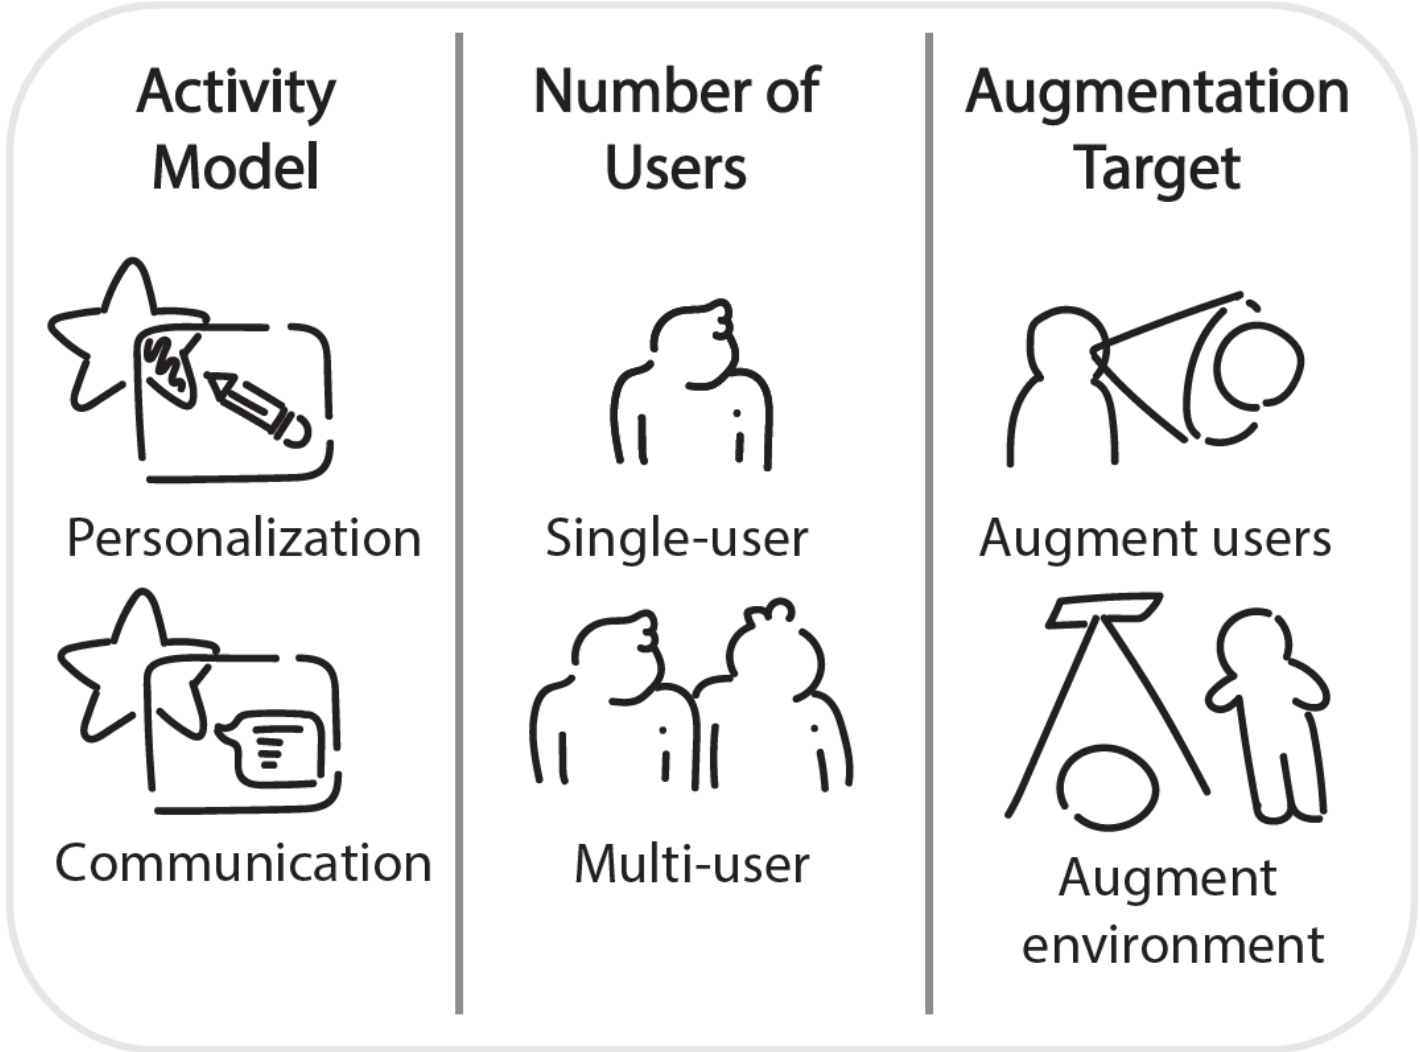 Activity
Model
Personalization
Communication
Number of
Users
Single-user
Multi-user
Augmentation
Target
Augment users
Augment
environment